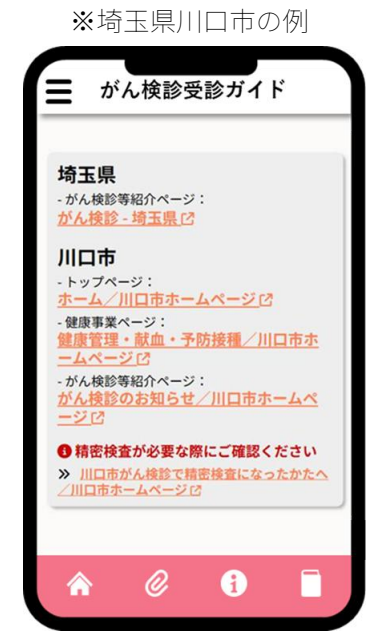 ※埼玉県川口市の例
がん検診受診ガイド
埼玉県
- がん検診等紹介ページ：
がん検診 - 埼玉県
川口市
- トップページ：
ホーム／川口市ホームページ
- 健康事業ページ：
健康管理・献血・予防接種／川口市ホ
ームページ
- がん検診等紹介ページ：
がん検診のお知らせ／川口市ホームペ
ージ
精密検査が必要な際にご確認ください
» 川口市がん検診で精密検査になったかたへ
／川口市ホームページ